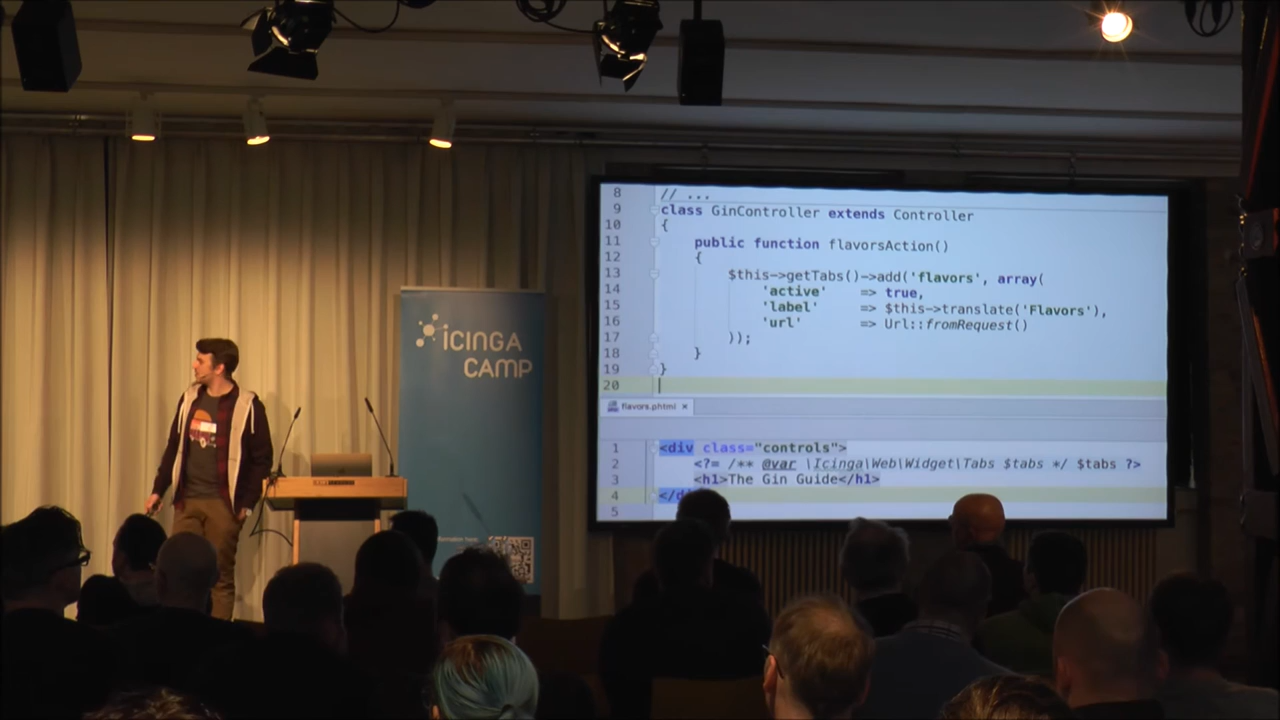 ICINGA
CAMP
8 // ...
9 class GinController extends Controller
10 {
11 public function flavorsAction()
12 {
13 $this->getTabs()->add('flavors', array(
14 'active' => true,
15 'label' => $this->translate('Flavors'),
16 'url' => Url::fromRequest()
17 ));
18 }
19 }
20
flavors.phtml ×
1 <div class="controls">
2 <?= /** @var \Icinga\Web\Widget\Tabs $tabs */ $tabs ?>
3 <h1>The Gin Guide</h1>
4 </d
5